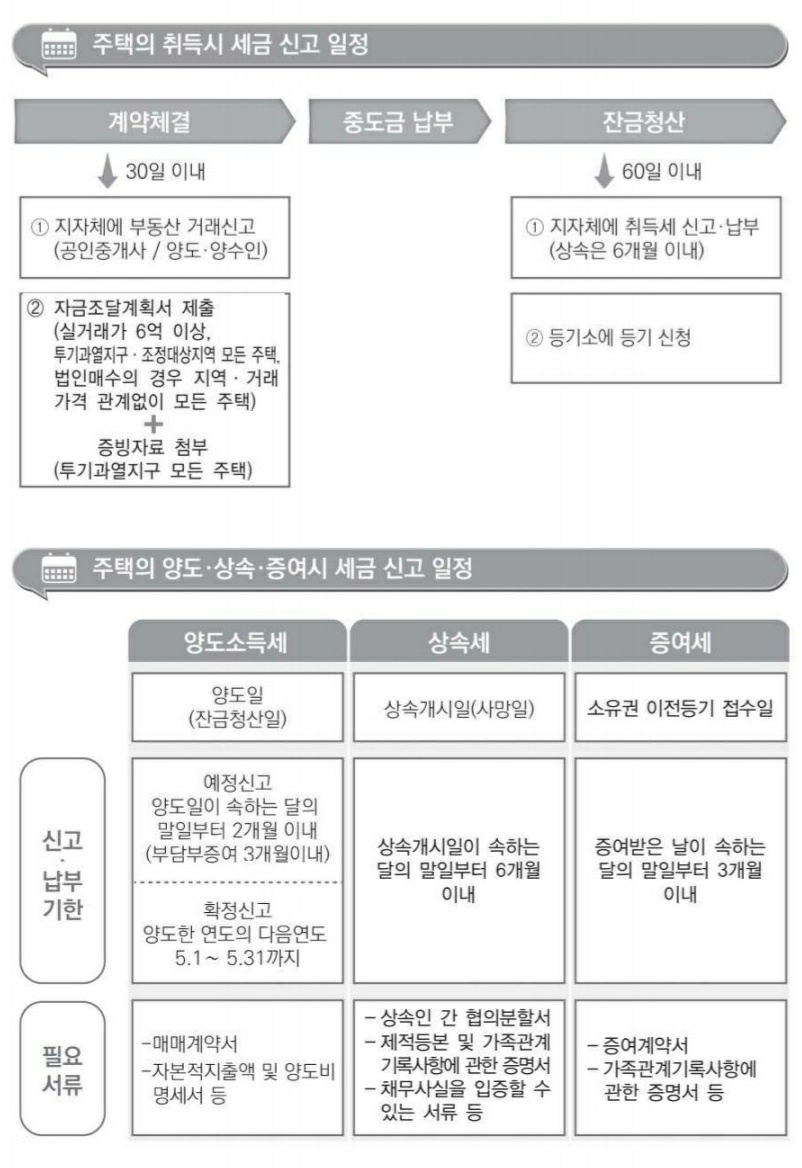 주택의 취득시 세금 신고 일정
계약체결
중도금 납부
잔금청산
30일 이내
60일 이내
① 지자체에 부동산 거래신고
(공인중개사 / 양도·양수인)
② 자금조달계획서 제출
(실거래가 6억 이상,
투기과열지구·조정대상지역 모든 주택,
법인매수의 경우 지역·거래
가격 관계없이 모든 주택)
+
증빙자료 첨부
(투기과열지구 모든 주택)
① 지자체에 취득세 신고·납부
(상속은 6개월 이내)
② 등기소에 등기 신청
주택의 양도·상속·증여시 세금 신고 일정
양도소득세
상속세
증여세
양도일
(잔금청산일)
상속개시일(사망일)
소유권 이전등기 접수일
신고
·
납부
기한
예정신고
양도일이 속하는 달의
말일부터 2개월 이내
(부담부증여 3개월이내)
확정신고
양도한 연도의 다음연도
5.1~ 5.31까지
상속개시일이 속하는
달의 말일부터 6개월
이내
증여받은 날이 속하는
달의 말일부터 3개월
이내
필요
서류
-매매계약서
-자본적지출액 및 양도비
명세서 등
- 상속인 간 협의분할서
- 제적등본 및 가족관계
기록사항에 관한 증명서
- 채무사실을 입증할 수
있는 서류 등
- 증여계약서
- 가족관계기록사항에
관한 증명서 등